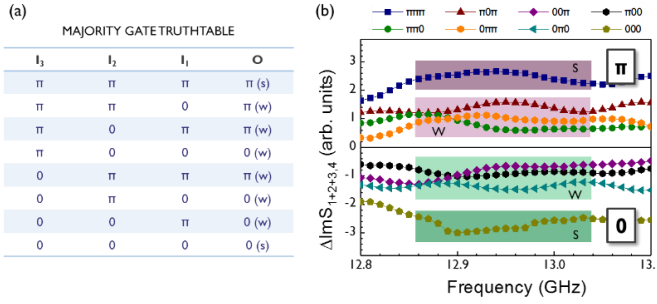 (a)
MAJORITY GATE TRUTHTABLE
I3 I2 I1 O
π π π π (s)
π π 0 π (w)
π 0 π π (w)
π 0 0 0 (w)
0 π π π (w)
0 π 0 0 (w)
0 0 π 0 (w)
0 0 0 0 (s)
(b)
πππ π0π 00π π00
ππ0 0ππ 0π0 000
ΔImS1+2+3,4 (arb. units)
3
2
1
0
-1
-2
-3
S
π
W
W
S
0
12.8 12.9 13.0 13.
Frequency (GHz)